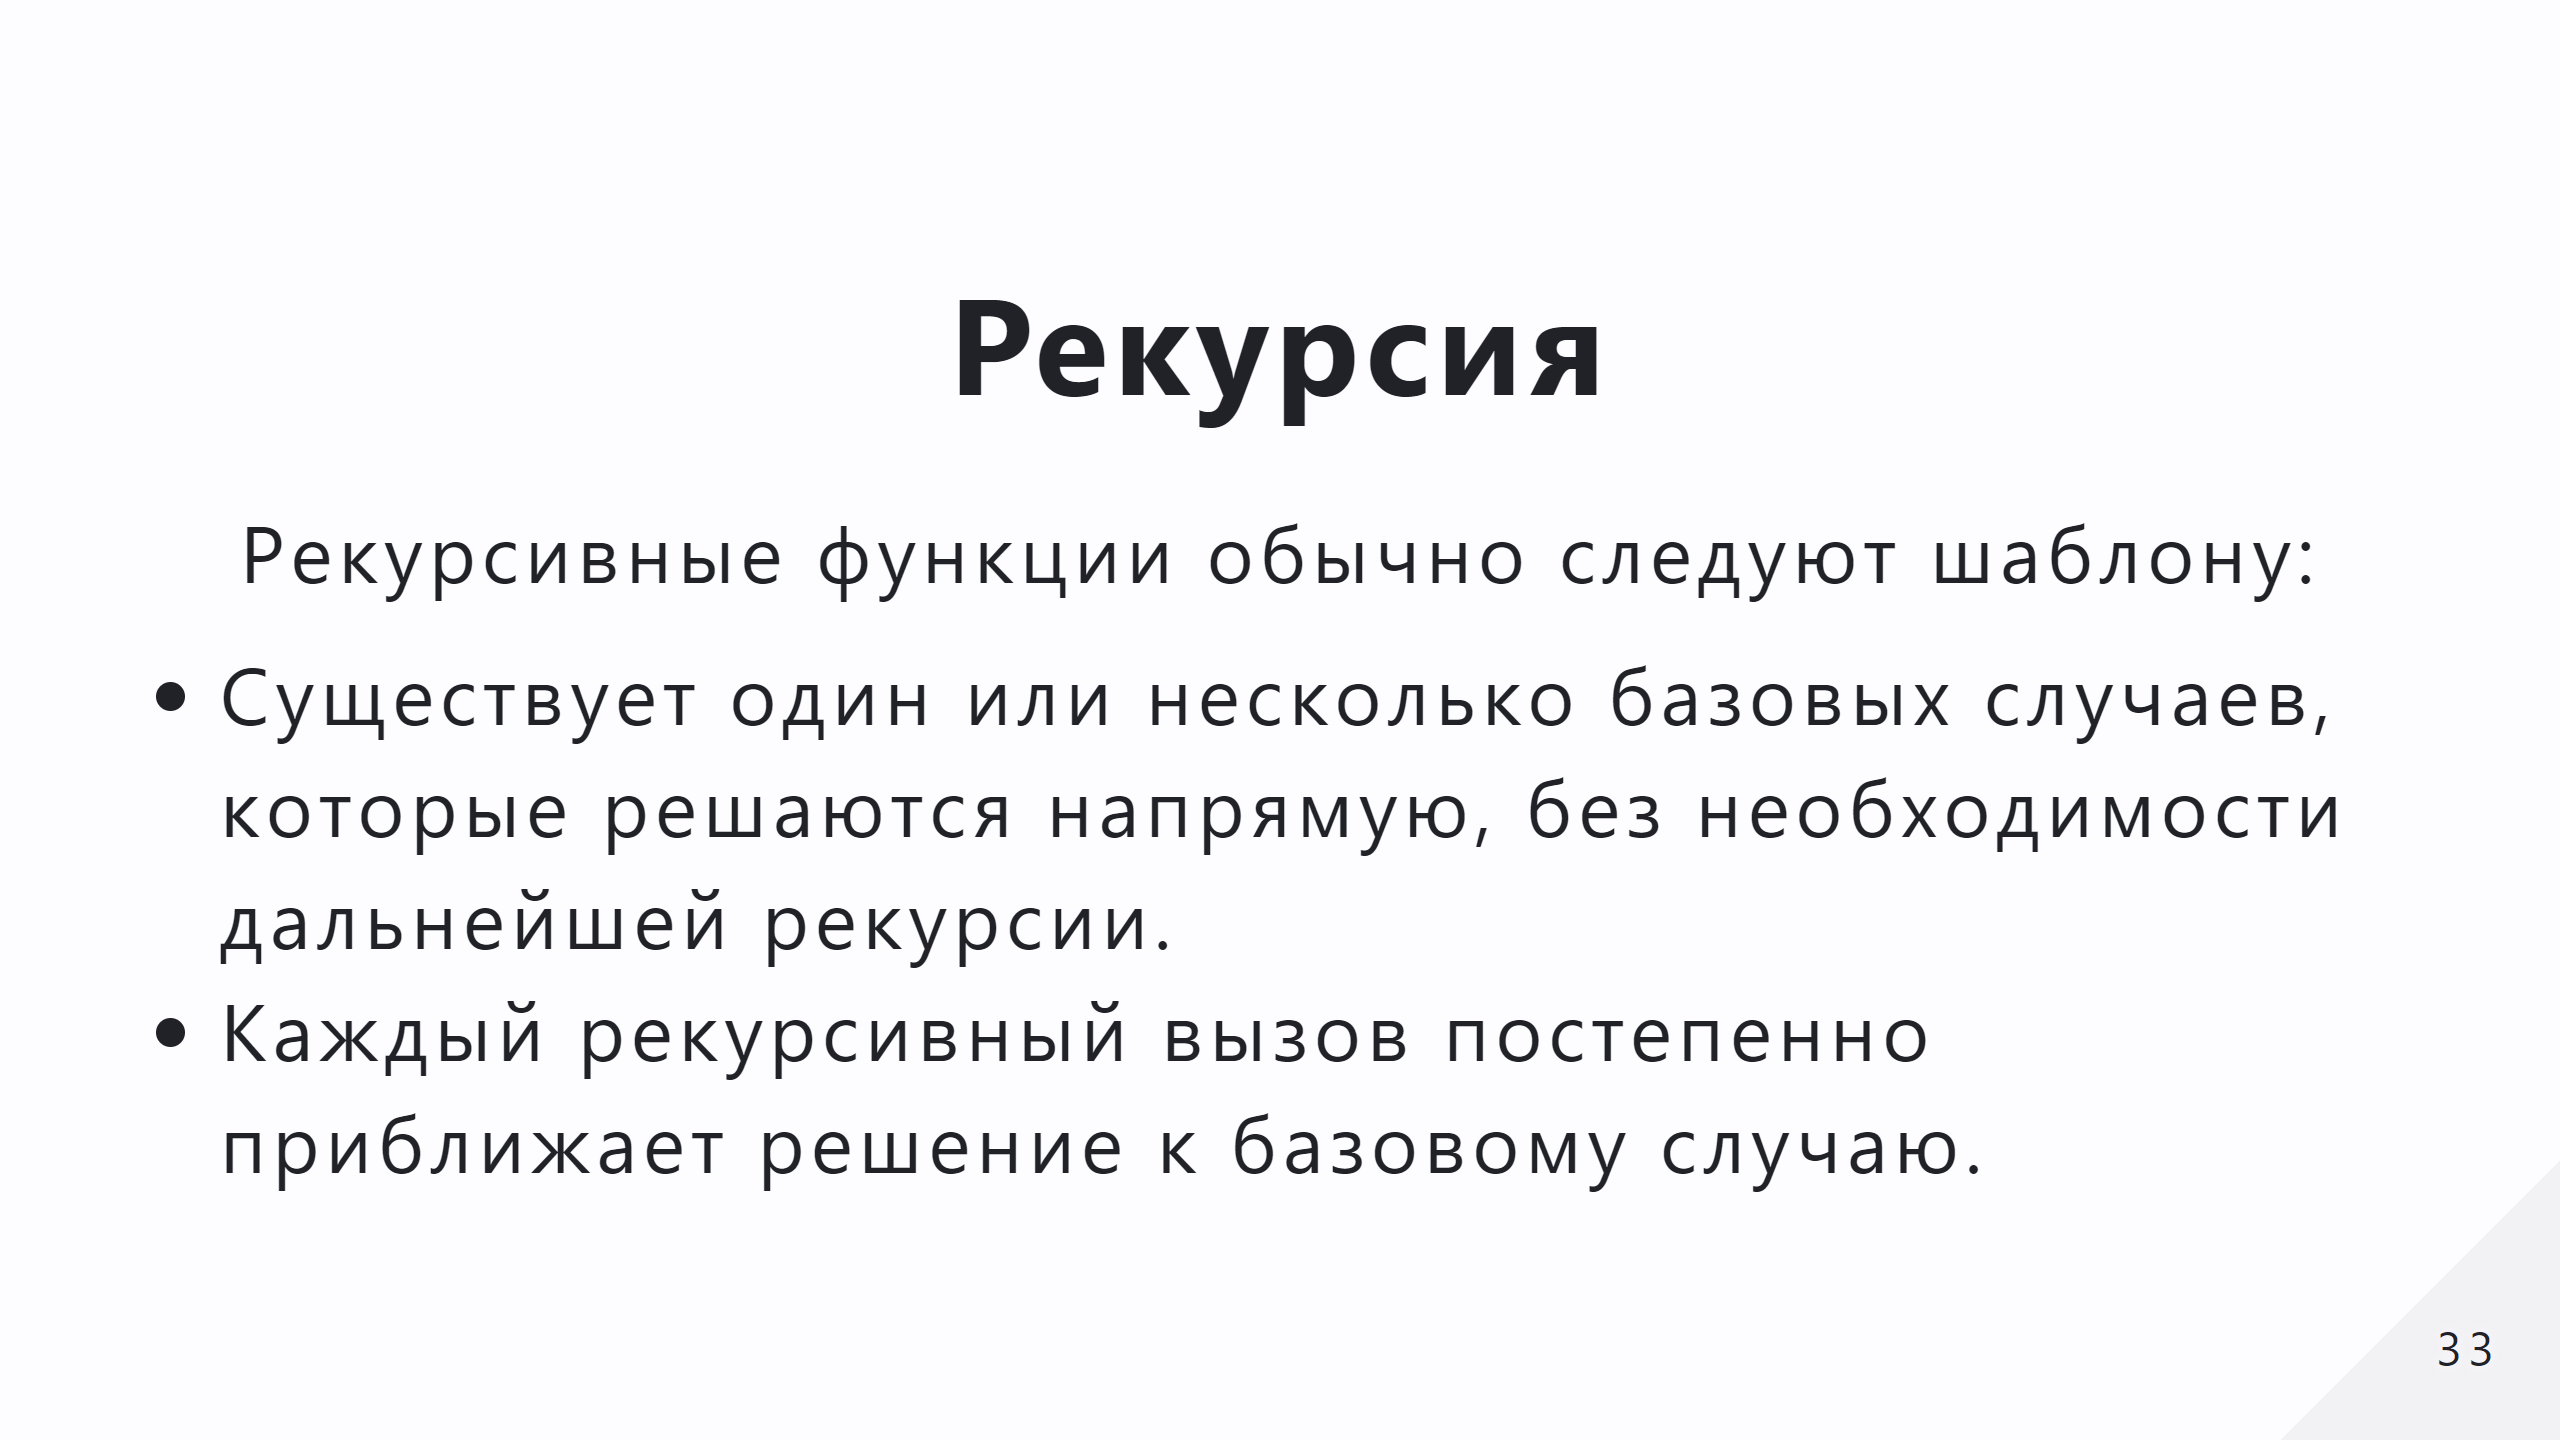 Рекурсия
Рекурсивные функции обычно следуют шаблону:
• Существует один или несколько базовых случаев,
которые решаются напрямую, без необходимости
дальнейшей рекурсии.
• Каждый рекурсивный вызов постепенно
приближает решение к базовому случаю.
33